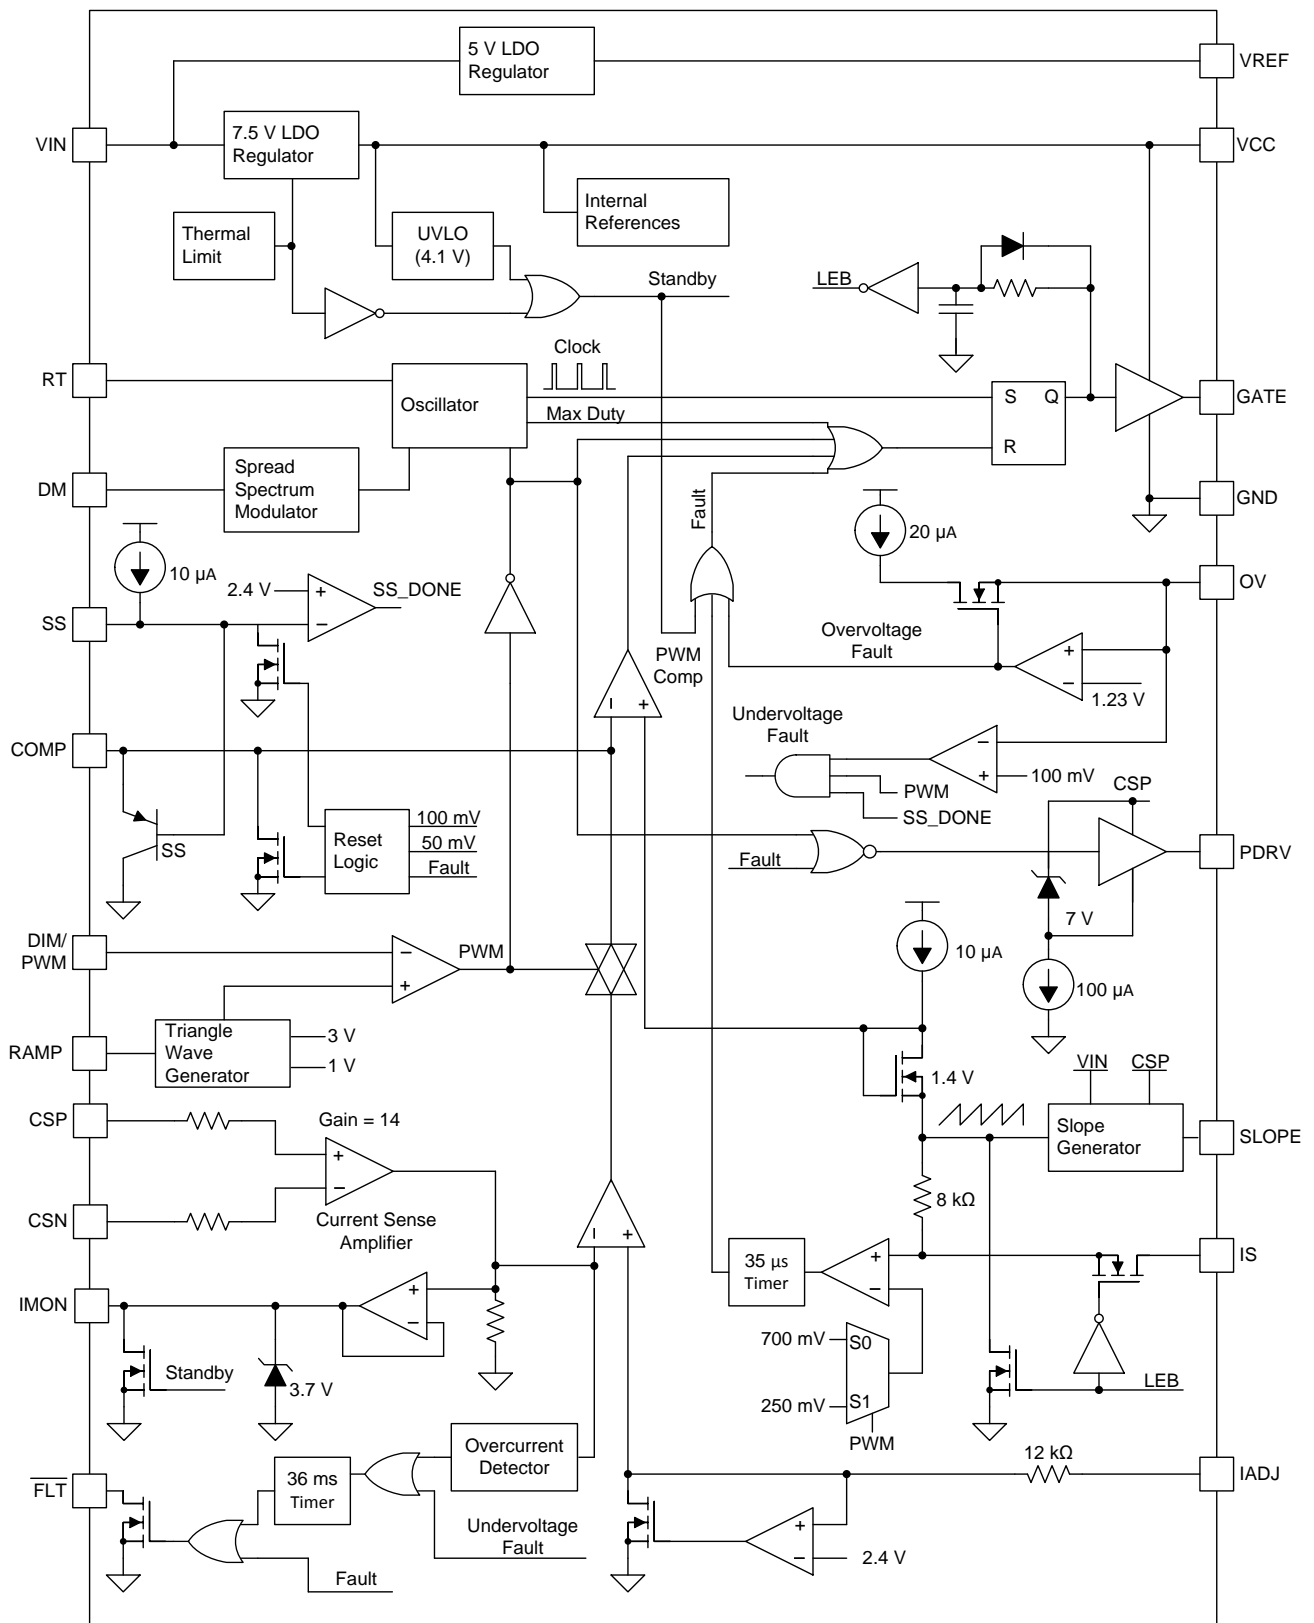 5 V LDO
Regulator
VREF
VIN
7.5 V LDO
Regulator
VCC
Thermal
Limit
UVLO
(4.1 V)
Internal
References
Standby
LEB
Clock
RT
Oscillator
Max Duty
S
Q
R
GATE
DM
Spread
Spectrum
Modulator
Fault
GND
20 µA
10 µA
2.4 V
+
−
SS_DONE
SS
OV
PWM
Comp
Overvoltage
Fault
+
−
1.23 V
− +
COMP
Undervoltage
Fault
−
+
100 mV
PWM
SS_DONE
CSP
SS
Reset
Logic
100 mV
50 mV
Fault
Fault
PDRV
7 V
DIM/
PWM
−
+
PWM
10 µA
100 µA
RAMP
Triangle
Wave
Generator
3 V
1 V
1.4 V
VIN
CSP
CSP
Gain = 14
+
−
Slope
Generator
SLOPE
8 kΩ
CSN
Current Sense
Amplifier
− +
35 µs
Timer
+
−
IS
IMON
+
−
700 mV
S0
Standby
3.7 V
250 mV
S1
PWM
LEB
FLT
36 ms
Timer
Overcurrent
Detector
12 kΩ
IADJ
Undervoltage
Fault
+
−
2.4 V
Fault